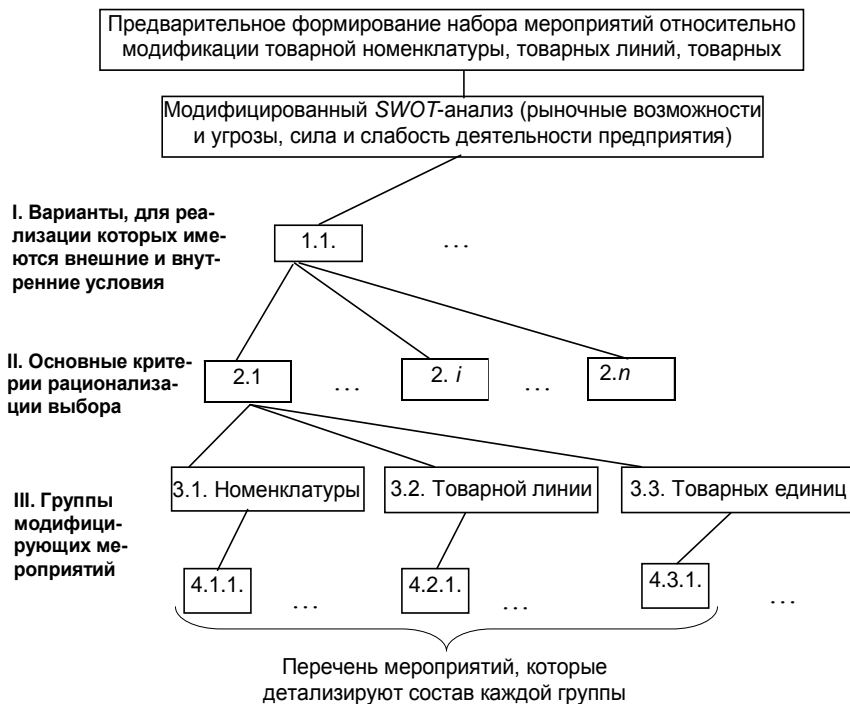 Предварительное формирование набора мероприятий относительно
модификации товарной номенклатуры, товарных линий, товарных
Модифицированный SWOT-анализ (рыночные возможности
и угрозы, сила и слабость деятельности предприятия)
I. Варианты, для реа-
лизации которых име-
ются внешние и внут-
ренние условия
1.1.
…
II. Основные крите-
рии рационализа-
ции выбора
2.1
…
2. i
…
2.n
III. Группы
модифици-
рующих ме-
роприятий
3.1. Номенклатуры
3.2. Товарной линии
3.3. Товарных единиц
4.1.1.
…
4.2.1.
…
4.3.1.
…
Перечень мероприятий, которые
детализируют состав каждой группы